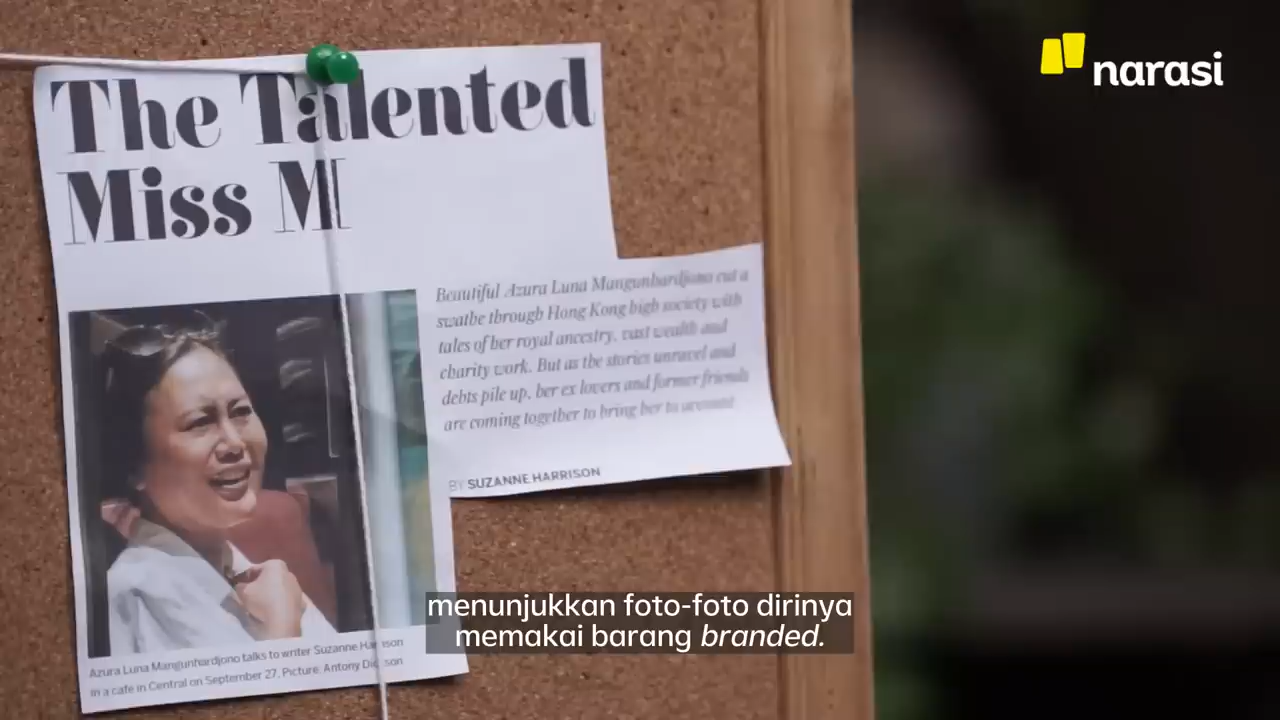 narasi
The Talented
Miss M
Beautiful Azura Luna Mangunhardjono cut a
swathe through Hong Kong high society with
tales of her royal ancestry, vast wealth and
charity work. But as the stories unravel and
debts pile up, her ex lovers and former friends
are coming together to bring her to account
BY SUZANNE HARRISON
Azura Luna Mangunhardjono talks to writer Suzanne Harrison
in a cafe in Central on September 27. Picture: Antony Dickson
menunjukkan foto-foto dirinya
memakai barang branded.